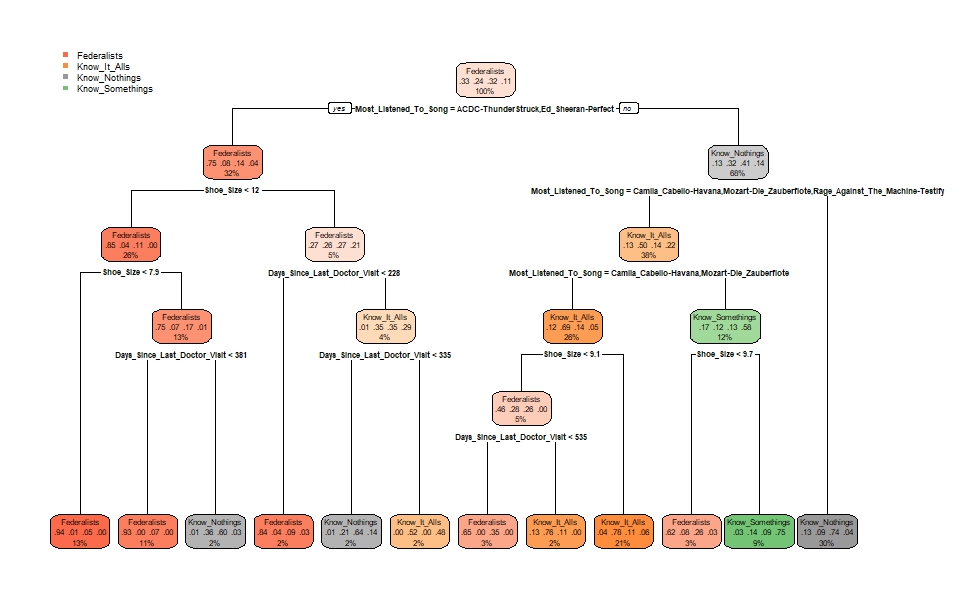 Federalists
Know_It_Alls
Know_Nothings
Know_Somethings
Federalists
.33 .24 .32 .11
100%
yes
Most_Listened_To_Song = ACDC-Thunder$truck,Ed_Sheeran-Perfect
no
Federalists
.75 .08 .14 .04
32%
Know_Nothings
.13 .32 .41 .14
68%
Shoe_Size < 12
Most_Listened_To_Song = Camila_Cabello-Havana,Mozart-Die_Zauberflote,Rage_Against_The_Machine-Testify
Federalists
.85 .04 .11 .00
26%
Federalists
.27 .26 .27 .21
5%
Know_It_Alls
.13 .50 .14 .22
38%
Shoe_Size < 7.9
Days_Since_Last_Doctor_Visit < 228
Most_Listened_To_Song = Camila_Cabello-Havana,Mozart-Die_Zauberflote
Federalists
.75 .07 .17 .01
13%
Know_It_Alls
.01 .35 .35 .29
4%
Know_It_Alls
.12 .69 .14 .05
26%
Know_Somethings
.17 .12 .13 .58
12%
Days_Since_Last_Doctor_Visit < 381
Days_Since_Last_Doctor_Visit < 335
Shoe_Size < 9.1
Shoe_Size < 9.7
Federalists
.46 .28 .26 .00
5%
Days_Since_Last_Doctor_Visit < 535
Federalists
.94 .01 .05 .00
13%
Federalists
.93 .00 .07 .00
11%
Know_Nothings
.01 .36 .60 .03
2%
Federalists
.84 .04 .09 .03
2%
Know_Nothings
.01 .21 .64 .14
2%
Know_It_Alls
.00 .52 .00 .48
2%
Federalists
.65 .00 .35 .00
3%
Know_It_Alls
.13 .76 .11 .00
2%
Know_It_Alls
.04 .78 .11 .06
21%
Federalists
.62 .08 .26 .03
3%
Know_Somethings
.03 .14 .09 .75
9%
Know_Nothings
.13 .09 .74 .04
30%